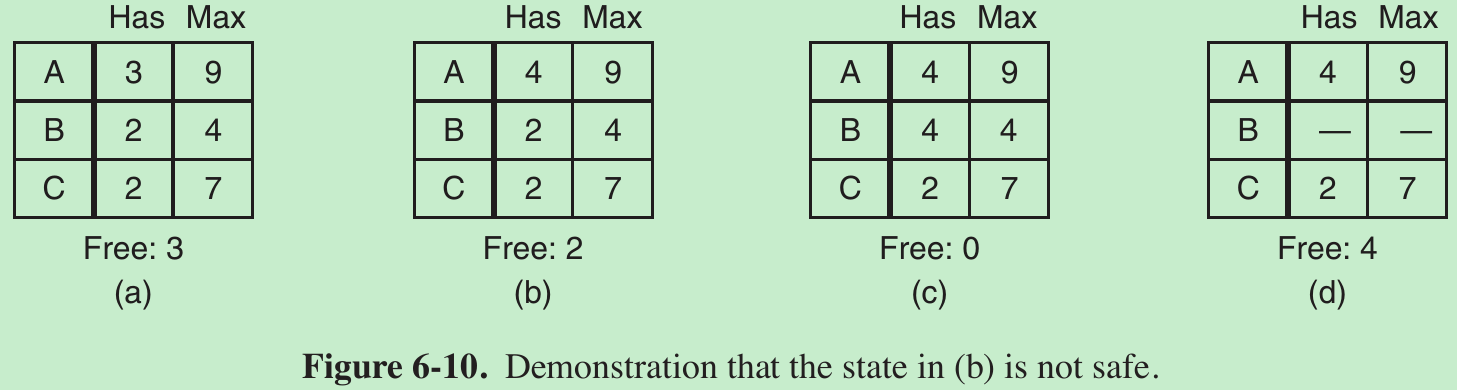 Has Max Has Max Has Max Has Max
A 3 9 A 4 9 A 4 9 A 4 9
B 2 4 B 2 4 B 4 4 B — —
C 2 7 C 2 7 C 2 7 C 2 7
Free: 3 Free: 2 Free: 0 Free: 4
(a) (b) (c) (d)
Figure 6-10. Demonstration that the state in (b) is not safe.